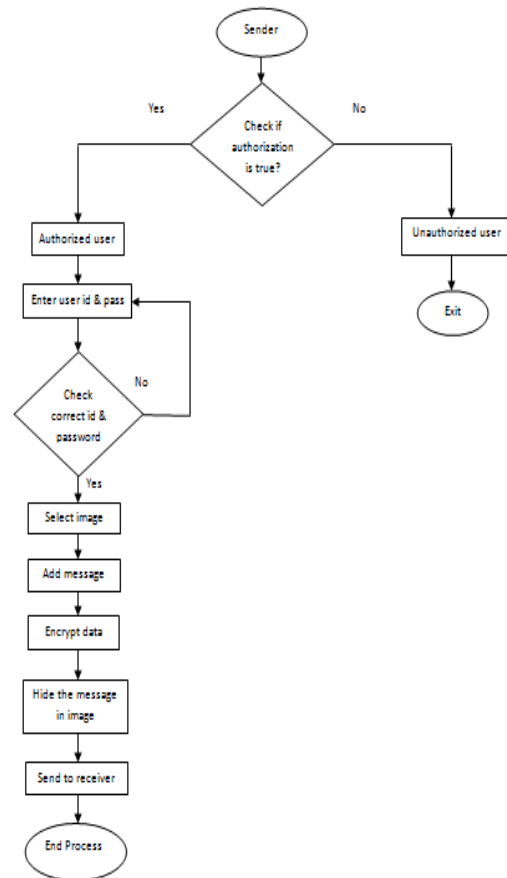 Sender
Yes
No
Check if
authorization
is true?
Authorized user
Unauthorized user
Enter user id & pass
Exit
No
Check
correct id &
password
Yes
Select image
Add message
Encrypt data
Hide the message
in image
Send to receiver
End Process